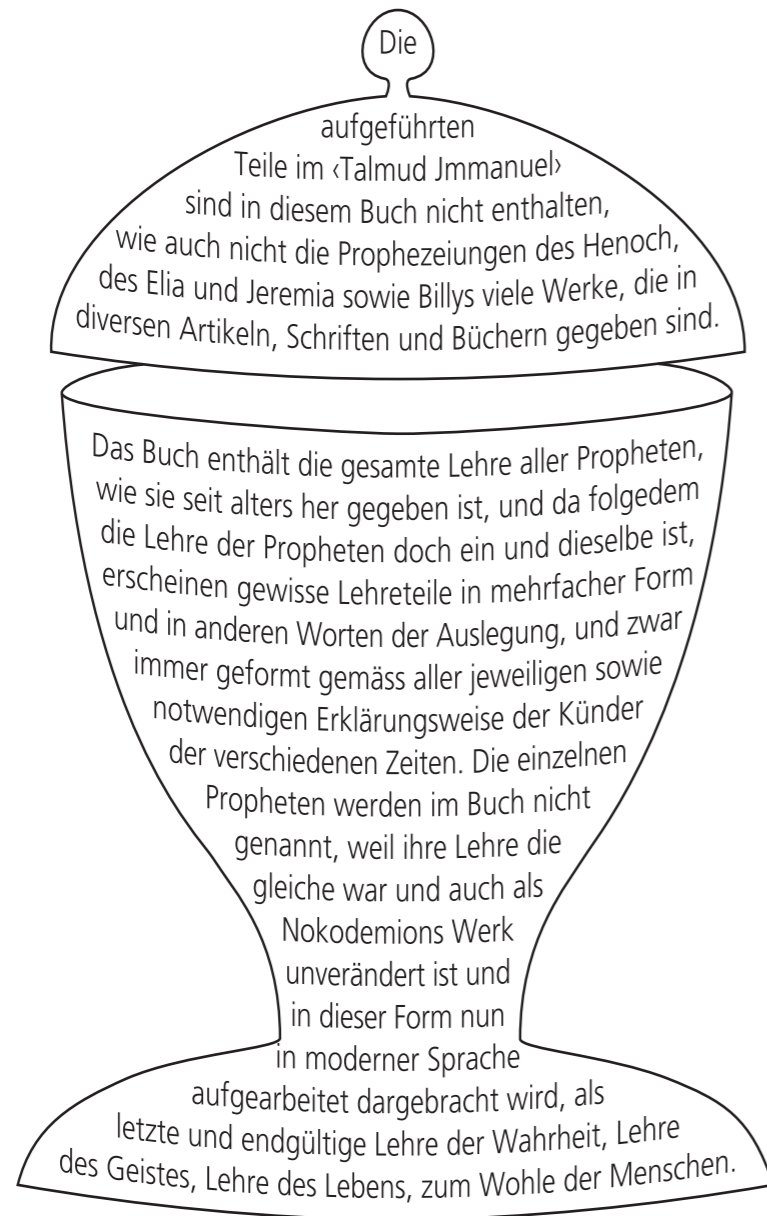 Die
aufgeführten
Teile im ‹Talmud Jmmanuel›
sind in diesem Buch nicht enthalten,
wie auch nicht die Prophezeiungen des Henoch,
des Elia und Jeremia sowie Billys viele Werke, die in
diversen Artikeln, Schriften und Büchern gegeben sind.
Das Buch enthält die gesamte Lehre aller Propheten,
wie sie seit alters her gegeben ist, und da folgedem
die Lehre der Propheten doch ein und dieselbe ist,
erscheinen gewisse Lehreteile in mehrfacher Form
und in anderen Worten der Auslegung, und zwar
immer geformt gemäss aller jeweiligen sowie
notwendigen Erklärungsweise der Künder
der verschiedenen Zeiten. Die einzelnen
Propheten werden im Buch nicht
genannt, weil ihre Lehre die
gleiche war und auch als
Nokodemions Werk
unverändert ist und
in dieser Form nun
in moderner Sprache
aufgearbeitet dargebracht wird, als
letzte und endgültige Lehre der Wahrheit, Lehre
des Geistes, Lehre des Lebens, zum Wohle der Menschen.